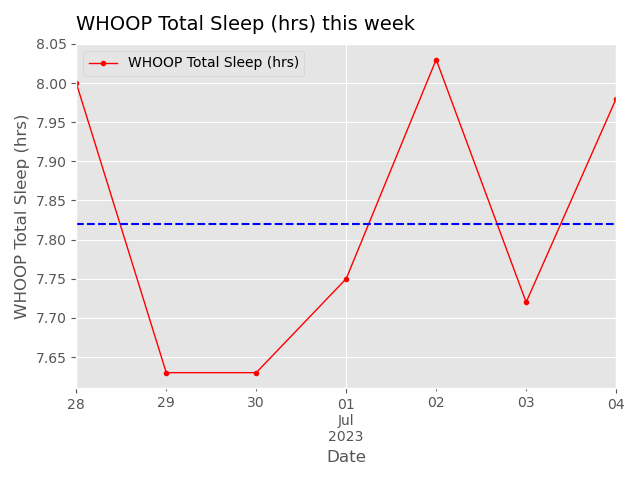 WHOOP Total Sleep (hrs) this week
WHOOP Total Sleep (hrs)
WHOOP Total Sleep (hrs)
8.05
8.00
7.95
7.90
7.85
7.80
7.75
7.70
7.65
28 29 30 01 02 03 04
Jul
2023
Date